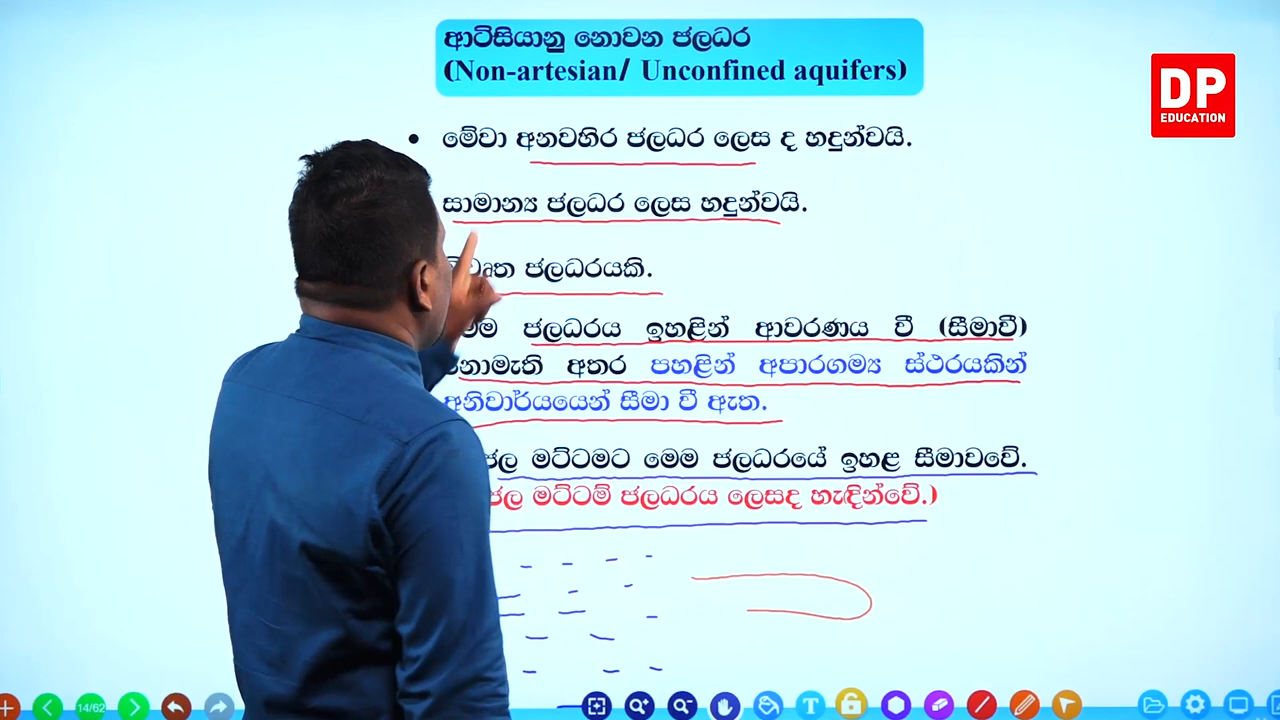 ආටිසියානු නොවන ජලධර
(Non-artesian/ Unconfined aquifers)
DP
EDUCATION
• මේවා අනවහිර ජලධර ලෙස ද හදුන්වයි.
සාමාන්‍ය ජලධර ලෙස හදුන්වයි.
ජලධරයකි.
ජලධරය ඉහළින් ආවරණය වී (සීමාවී)
නොමැති අතර පහළින් අපාරගම්‍ය ස්ථරයකින්
අනිවාර්යයෙන් සීමා වී ඇත.
ජල මට්ටමට මෙම ජලධරයේ ඉහළ සීමාවවේ.
ජල මට්ටම් ජලධරය ලෙසද හැඳින්වේ.)
14/62